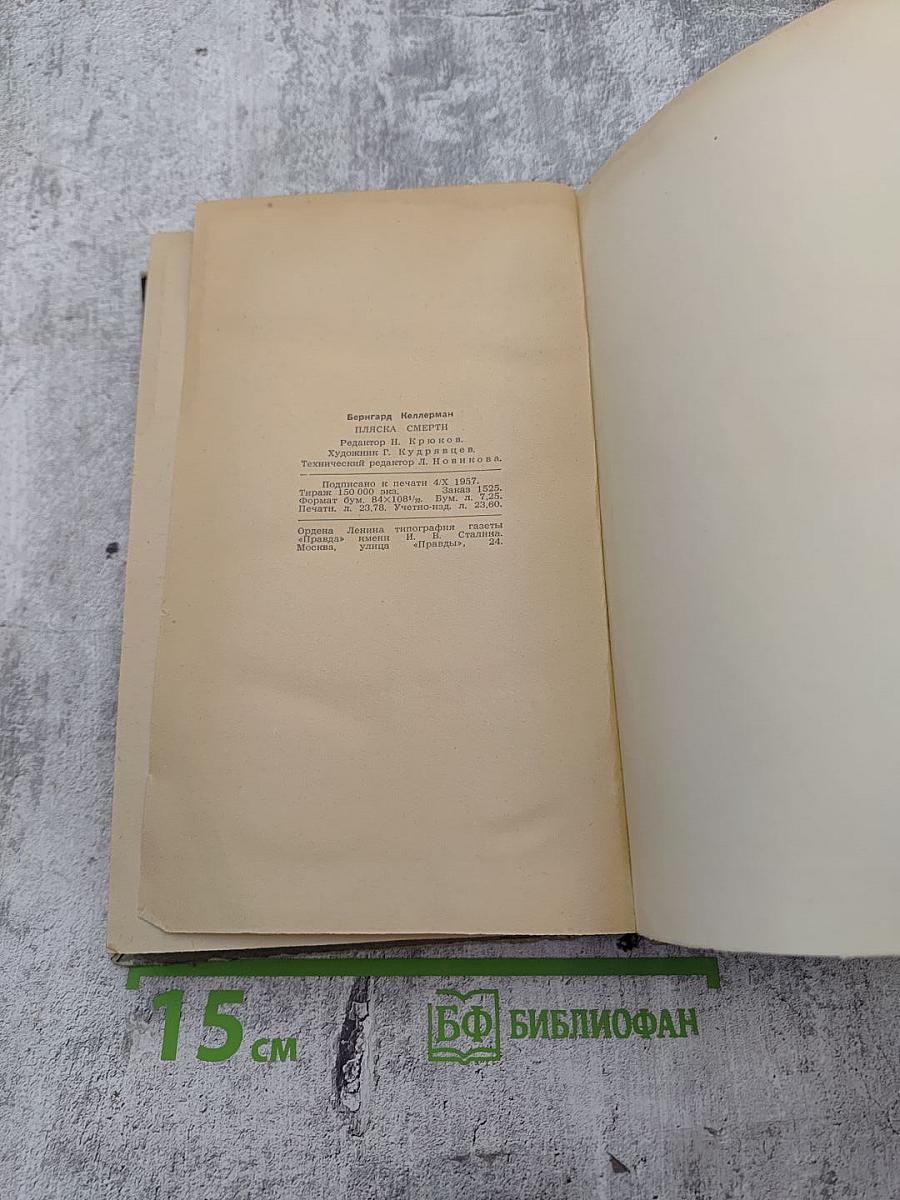 Бернгард Келлерман
ПЛЯСКА СМЕРТИ
Редактор Н. Крюков.
Художник Г. Кудрявцев.
Технический редактор Л. Новикова.
Подписано к печати 4/X 1957.
Тираж 150 000 экз. Заказ 1525.
Формат бум. 84×108¹/₃₂. Бум. л. 7,25.
Печатн. л. 23,78. Учетно-изд. л. 23,60.
Ордена Ленина типография газеты
«Правда» имени И. В. Сталина.
Москва, улица «Правды», 24.
15 см
БФ БИБЛИОФАН